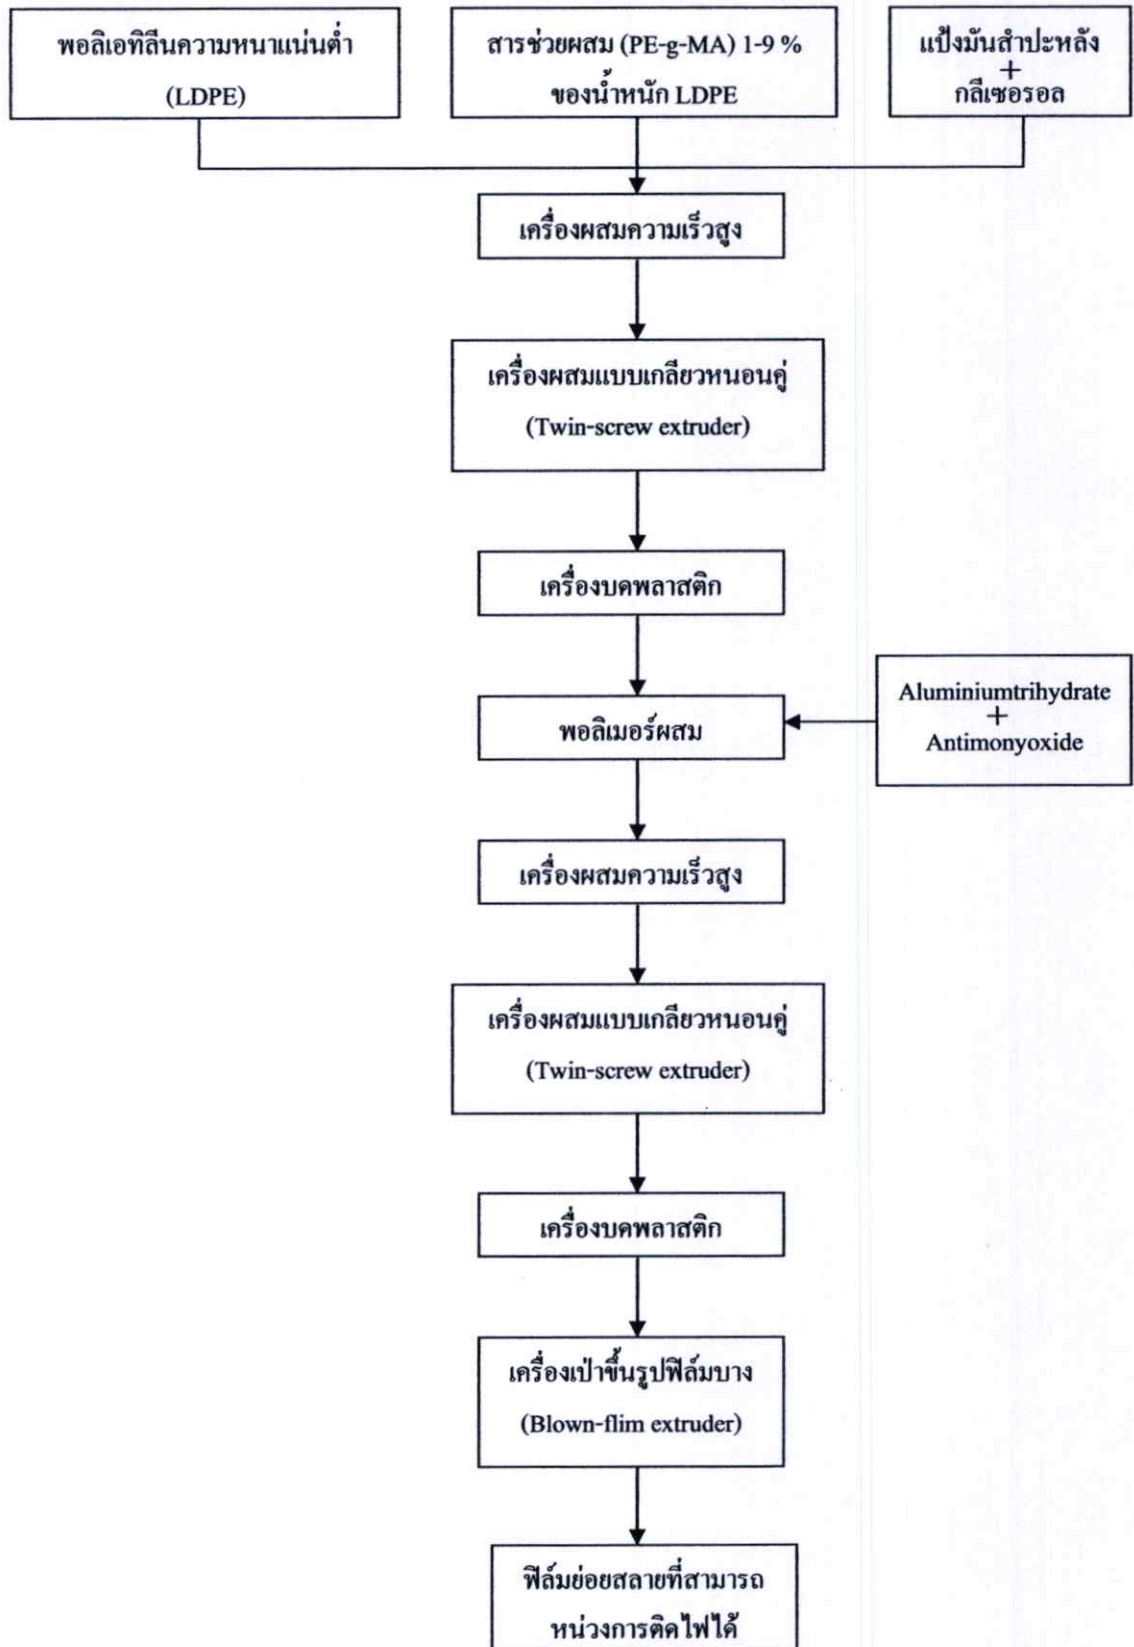 พอลิเอทิลีนความหนาแน่นต่ำ
(LDPE)
สารช่วยผสม (PE-g-MA) 1-9 %
ของน้ำหนัก LDPE
แป้งมันสำปะหลัง
+
กลีเซอรอล
เครื่องผสมความเร็วสูง
เครื่องผสมแบบเกลียวหนอนคู่
(Twin-screw extruder)
เครื่องบดพลาสติก
พอลิเมอร์ผสม
Aluminiumtrihydrate
+
Antimonyoxide
เครื่องผสมความเร็วสูง
เครื่องผสมแบบเกลียวหนอนคู่
(Twin-screw extruder)
เครื่องบดพลาสติก
เครื่องเป่าขึ้นรูปฟิล์มบาง
(Blown-flim extruder)
ฟิล์มย่อยสลายที่สามารถ
หน่วงการติดไฟได้